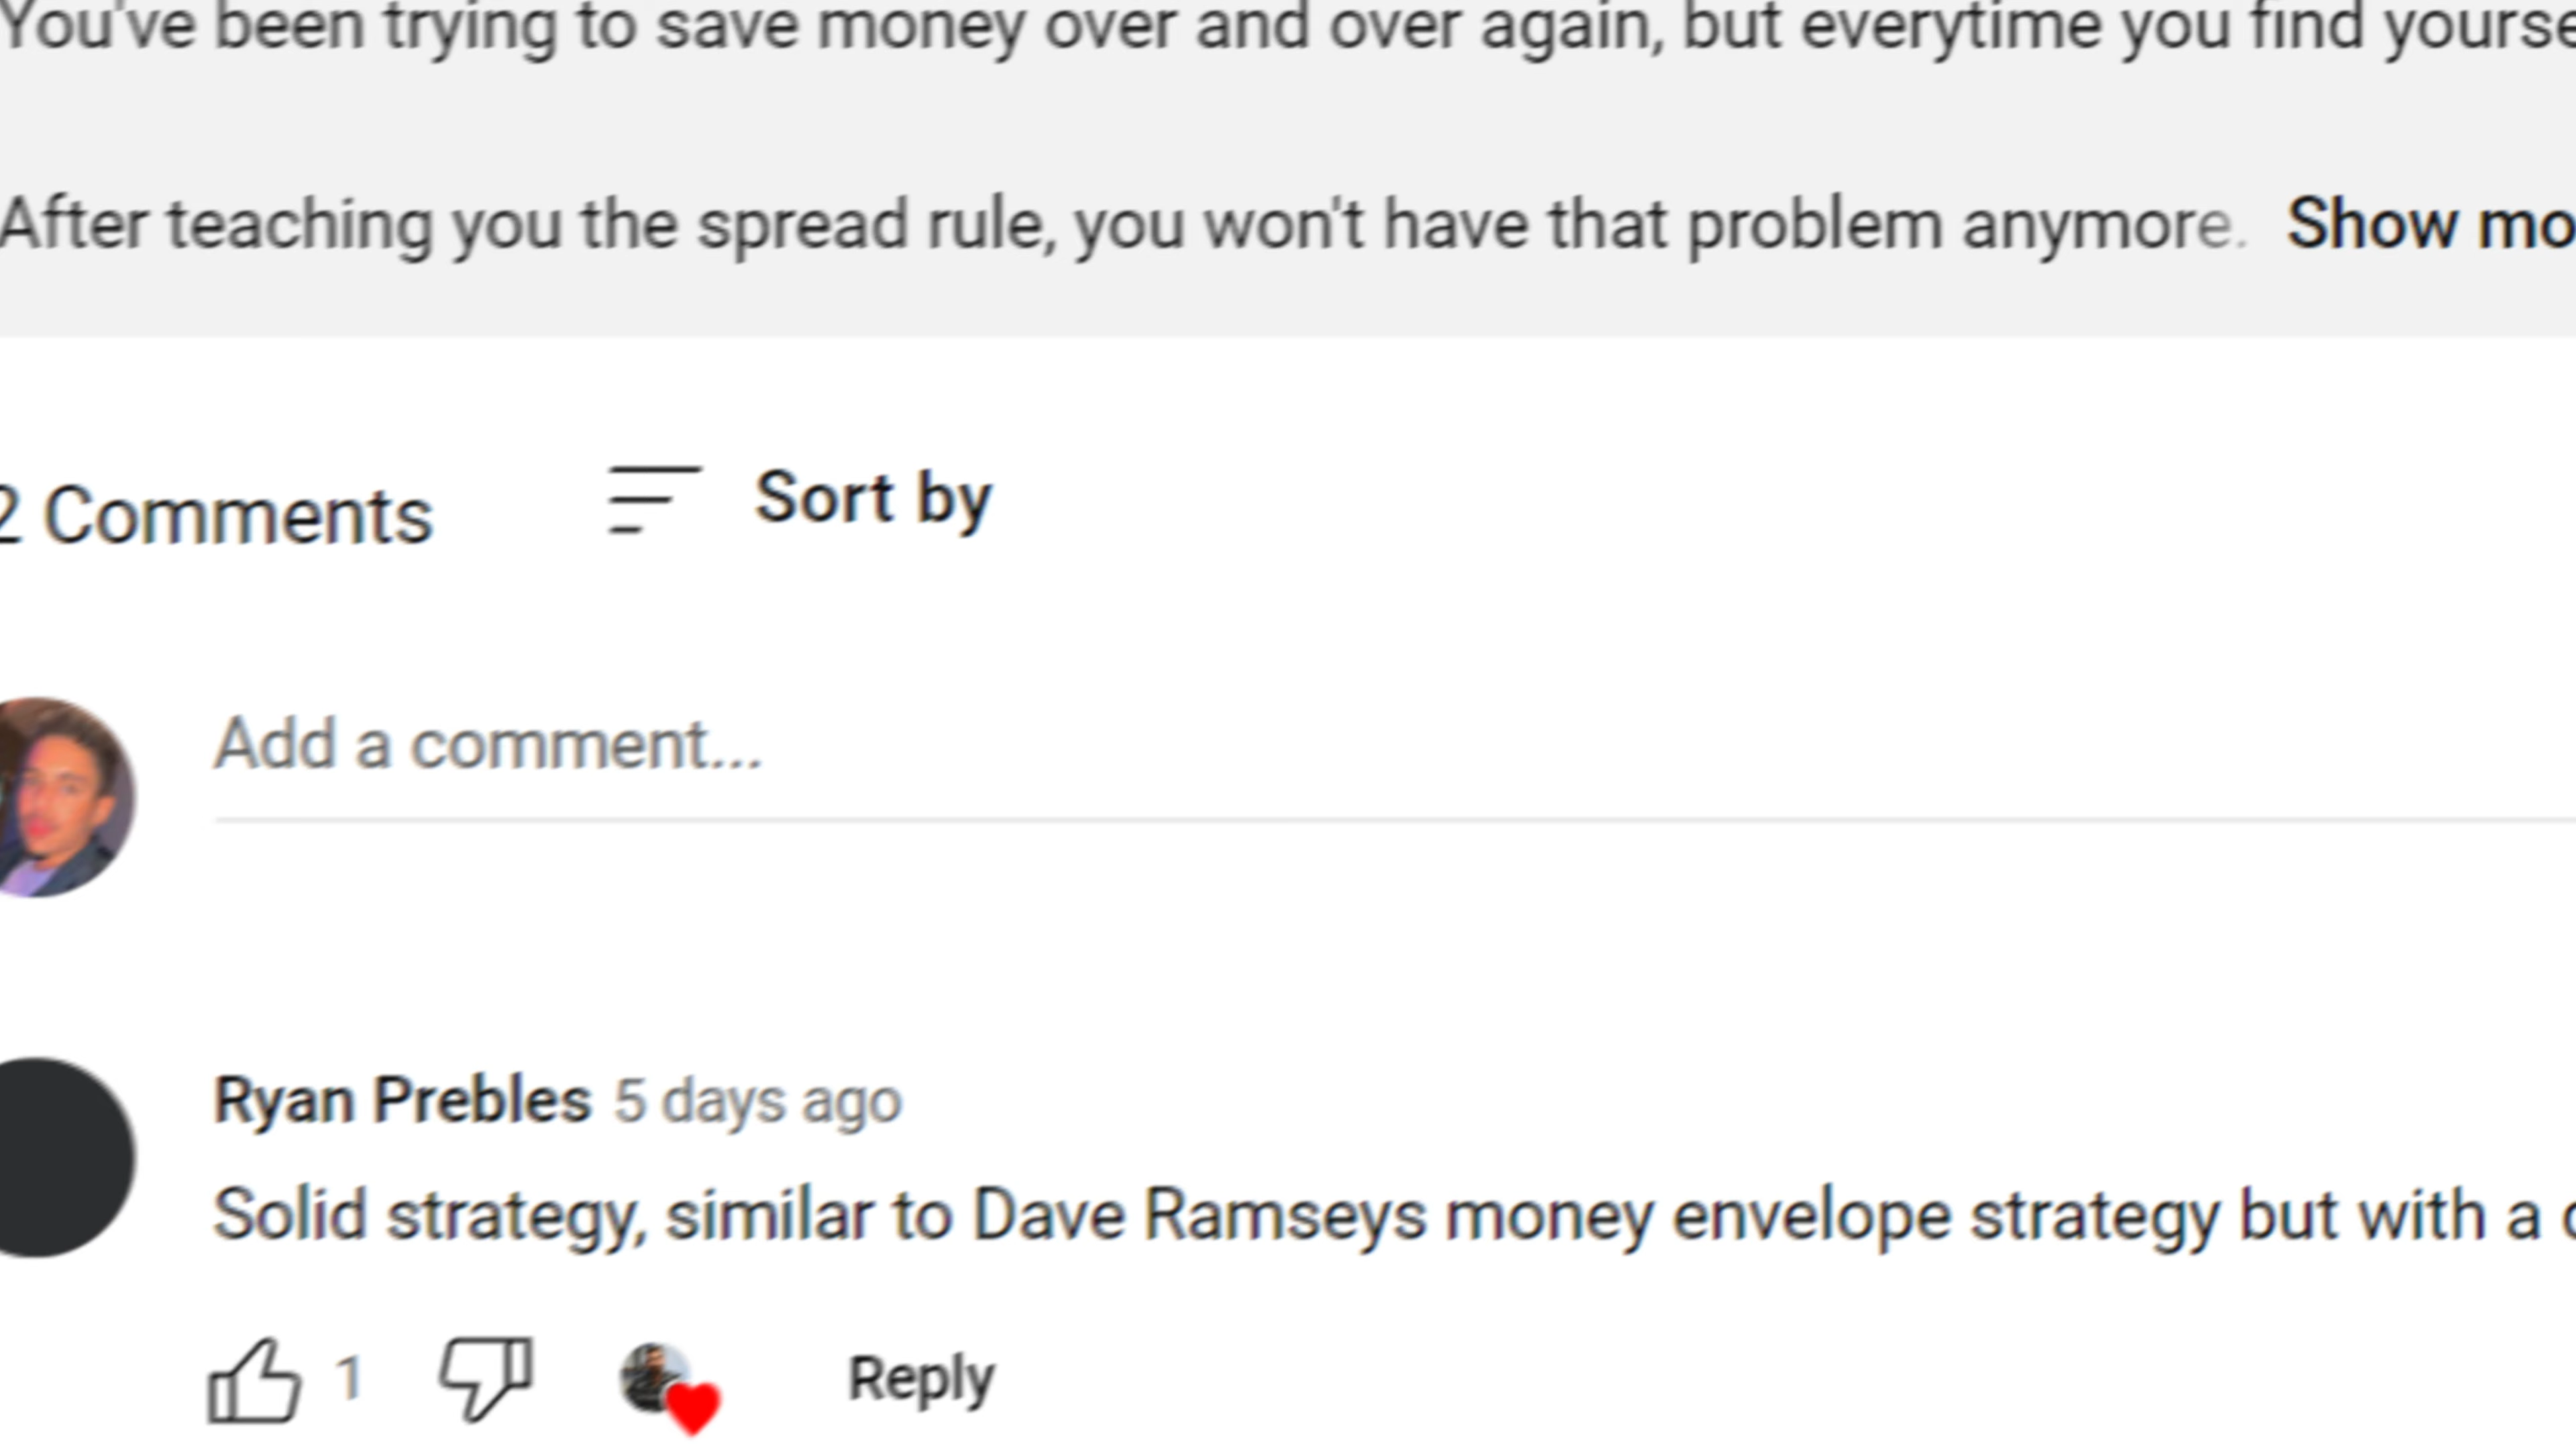 You've been trying to save money over and over again, but everytime you find
After teaching you the spread rule, you won't have that problem anymore. Show
2 Comments
Sort by
Add a comment...
Ryan Prebles 5 days ago
Solid strategy, similar to Dave Ramseys money envelope strategy but with a
1
Reply